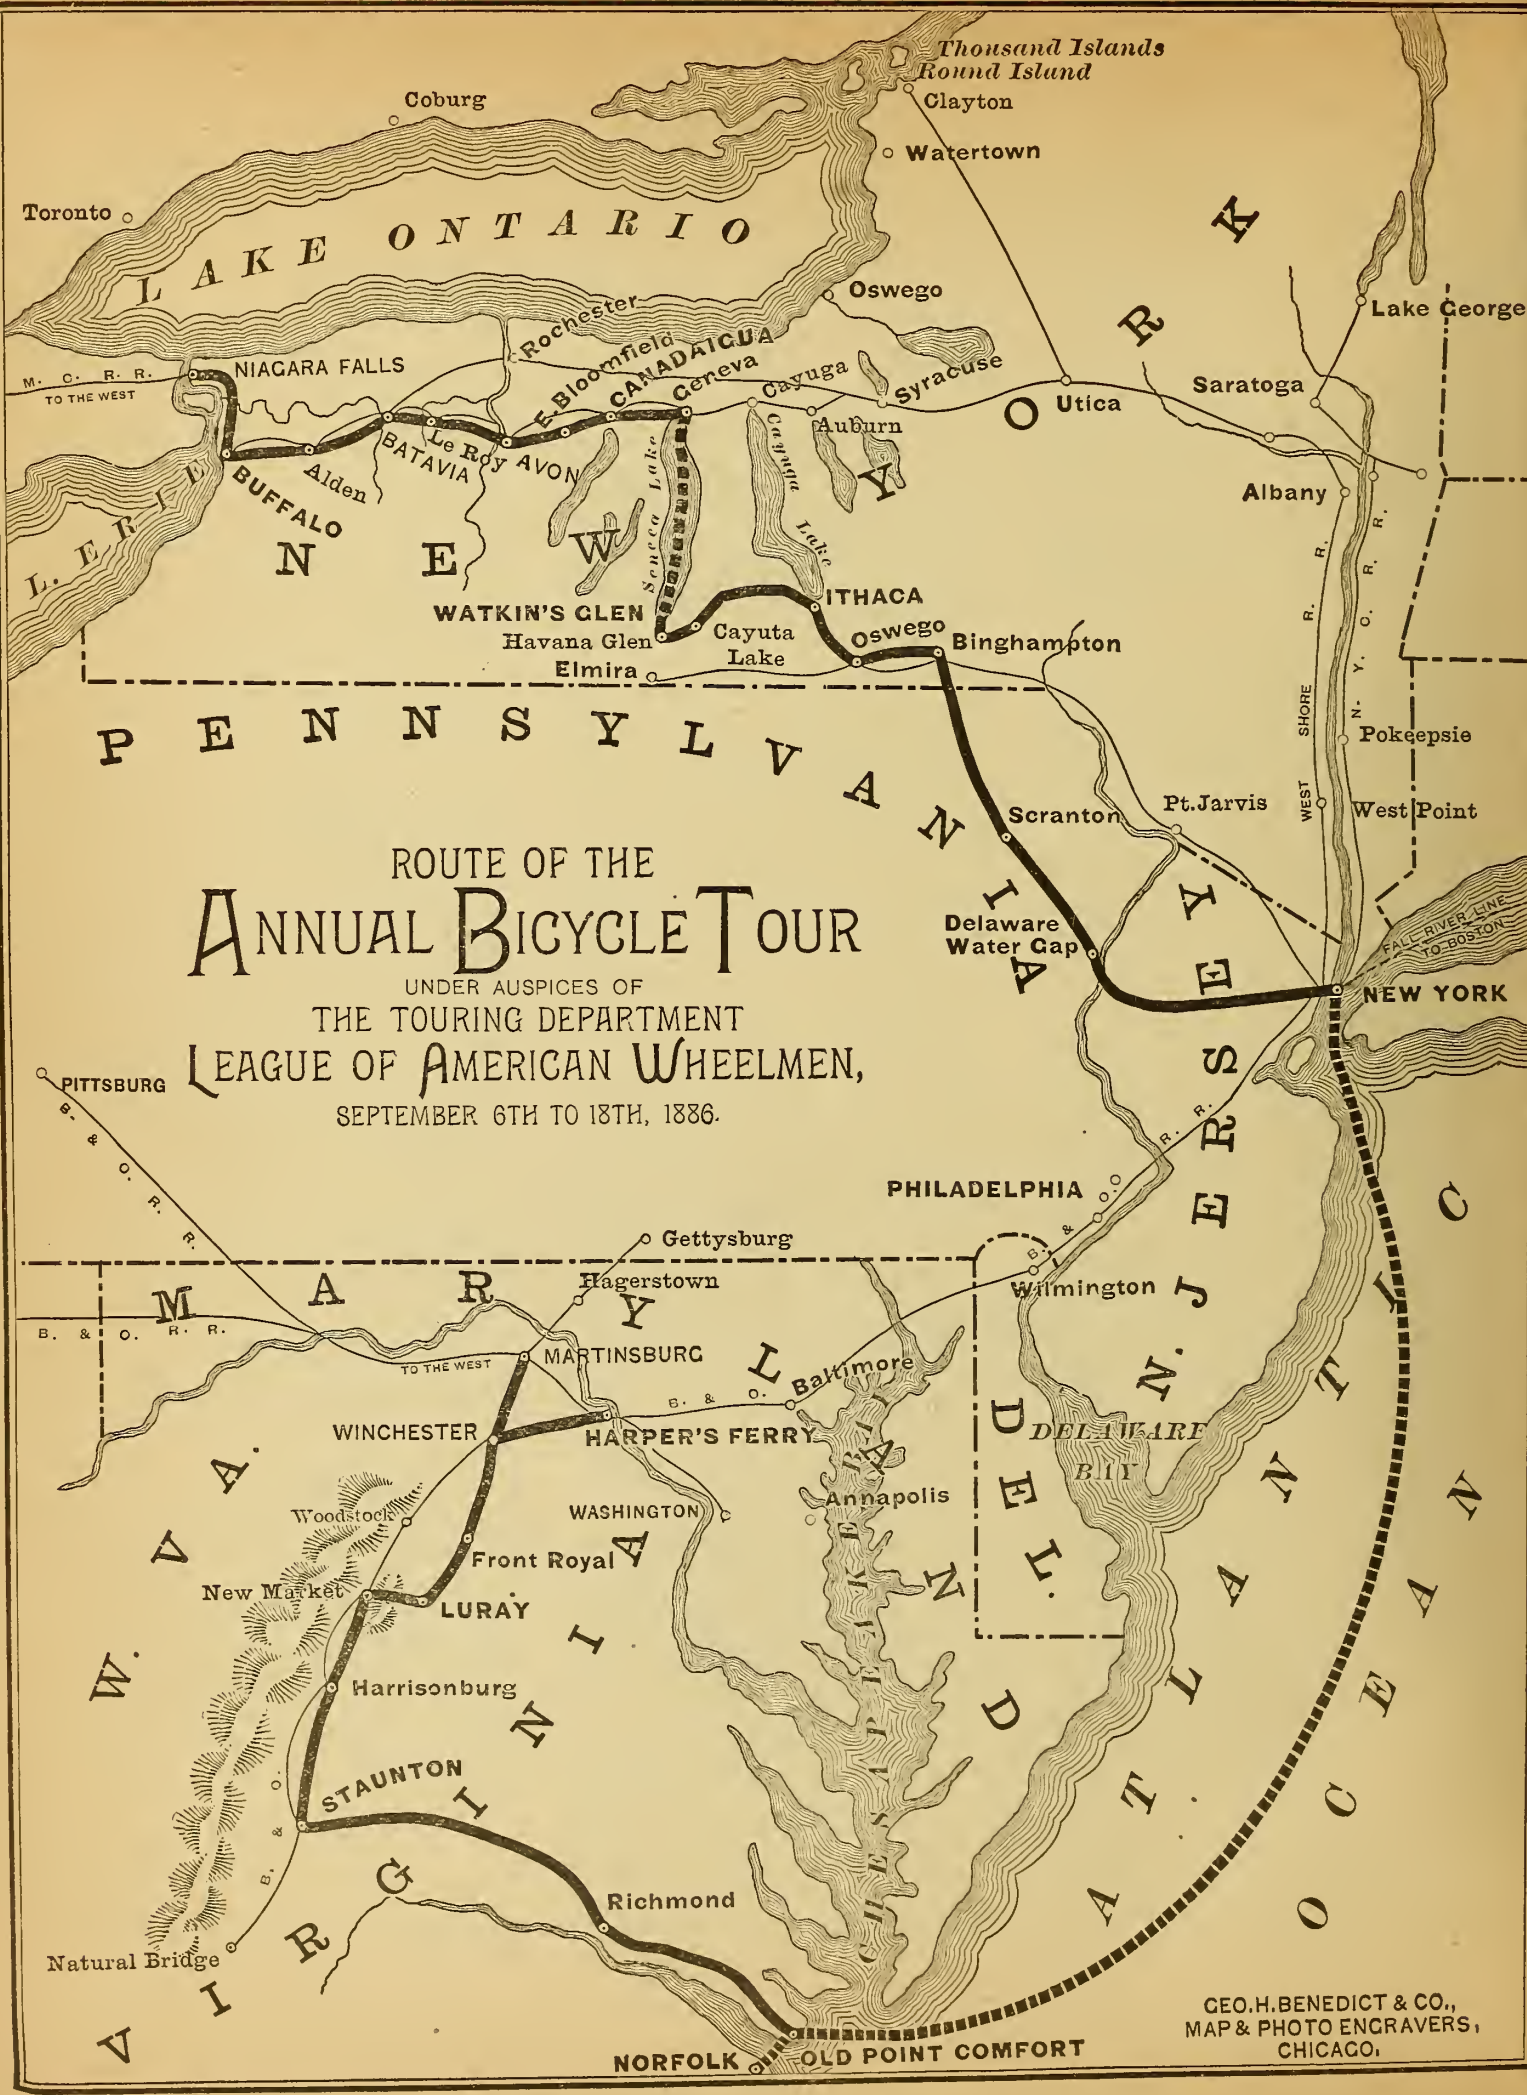 Thousand Islands
Round Island
Clayton
Coburg
Watertown
Toronto
LAKE ONTARIO
Oswego
Lake George
Rochester
NIAGARA FALLS
M. C. R. R.
TO THE WEST
E. Bloomfield
CANADAIGUA
Geneva
Cayuga
Syracuse
Saratoga
Utica
Auburn
BATAVIA
Le Roy
AVON
Alden
BUFFALO
L. ERIE
Seneca Lake
Cayuga Lake
Albany
NEW YORK
WEST SHORE R. R.
N. Y. C. R. R.
WATKIN'S GLEN
ITHACA
Havana Glen
Cayuta
Lake
Oswego
Binghampton
Elmira
PENNSYLVANIA
Pokeepsie
Scranton
Pt. Jarvis
West Point
ROUTE OF THE
ANNUAL BICYCLE TOUR
UNDER AUSPICES OF
THE TOURING DEPARTMENT
LEAGUE OF AMERICAN WHEELMEN,
SEPTEMBER 6TH TO 18TH, 1886.
Delaware
Water Gap
FALL RIVER LINE
TO BOSTON
NEW YORK
N. JERSEY
PITTSBURG
B. & O. R. R.
PHILADELPHIA
B. & R. R.
Gettysburg
Hagerstown
Wilmington
MARYLAND
B. & O. R. R.
TO THE WEST
MARTINSBURG
B. & O.
Baltimore
WINCHESTER
HARPER'S FERRY
DEL.
DELAWARE
BAY
W. VA.
Woodstock
WASHINGTON
Annapolis
Front Royal
New Market
LURAY
CHESAPEAKE BAY
Harrisonburg
STAUNTON
B. & O.
VIRGINIA
Richmond
Natural Bridge
ATLANTIC
OCEAN
NORFOLK
OLD POINT COMFORT
GEO. H. BENEDICT & CO.,
MAP & PHOTO ENGRAVERS,
CHICAGO.